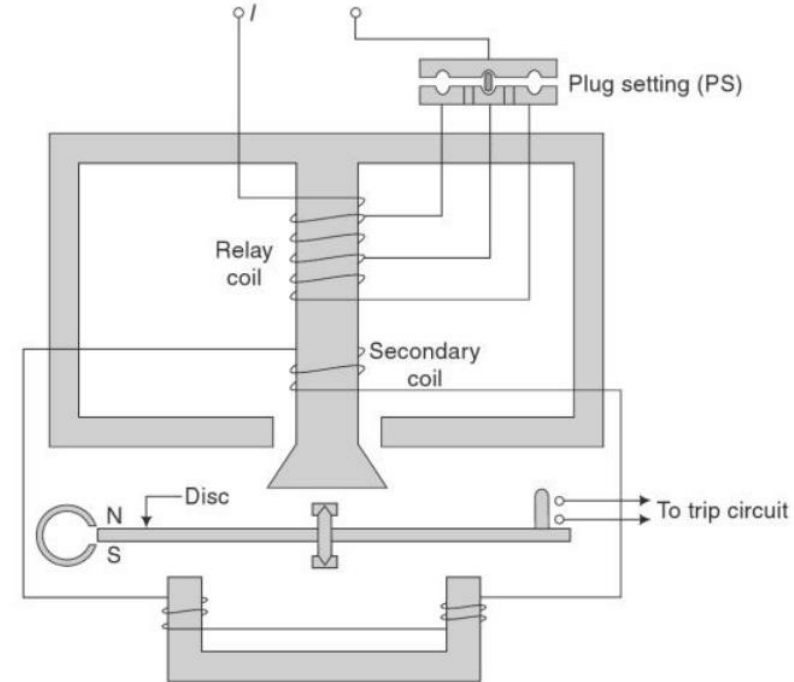 I
Plug setting (PS)
Relay
coil
Secondary
coil
Disc
N
S
To trip circuit